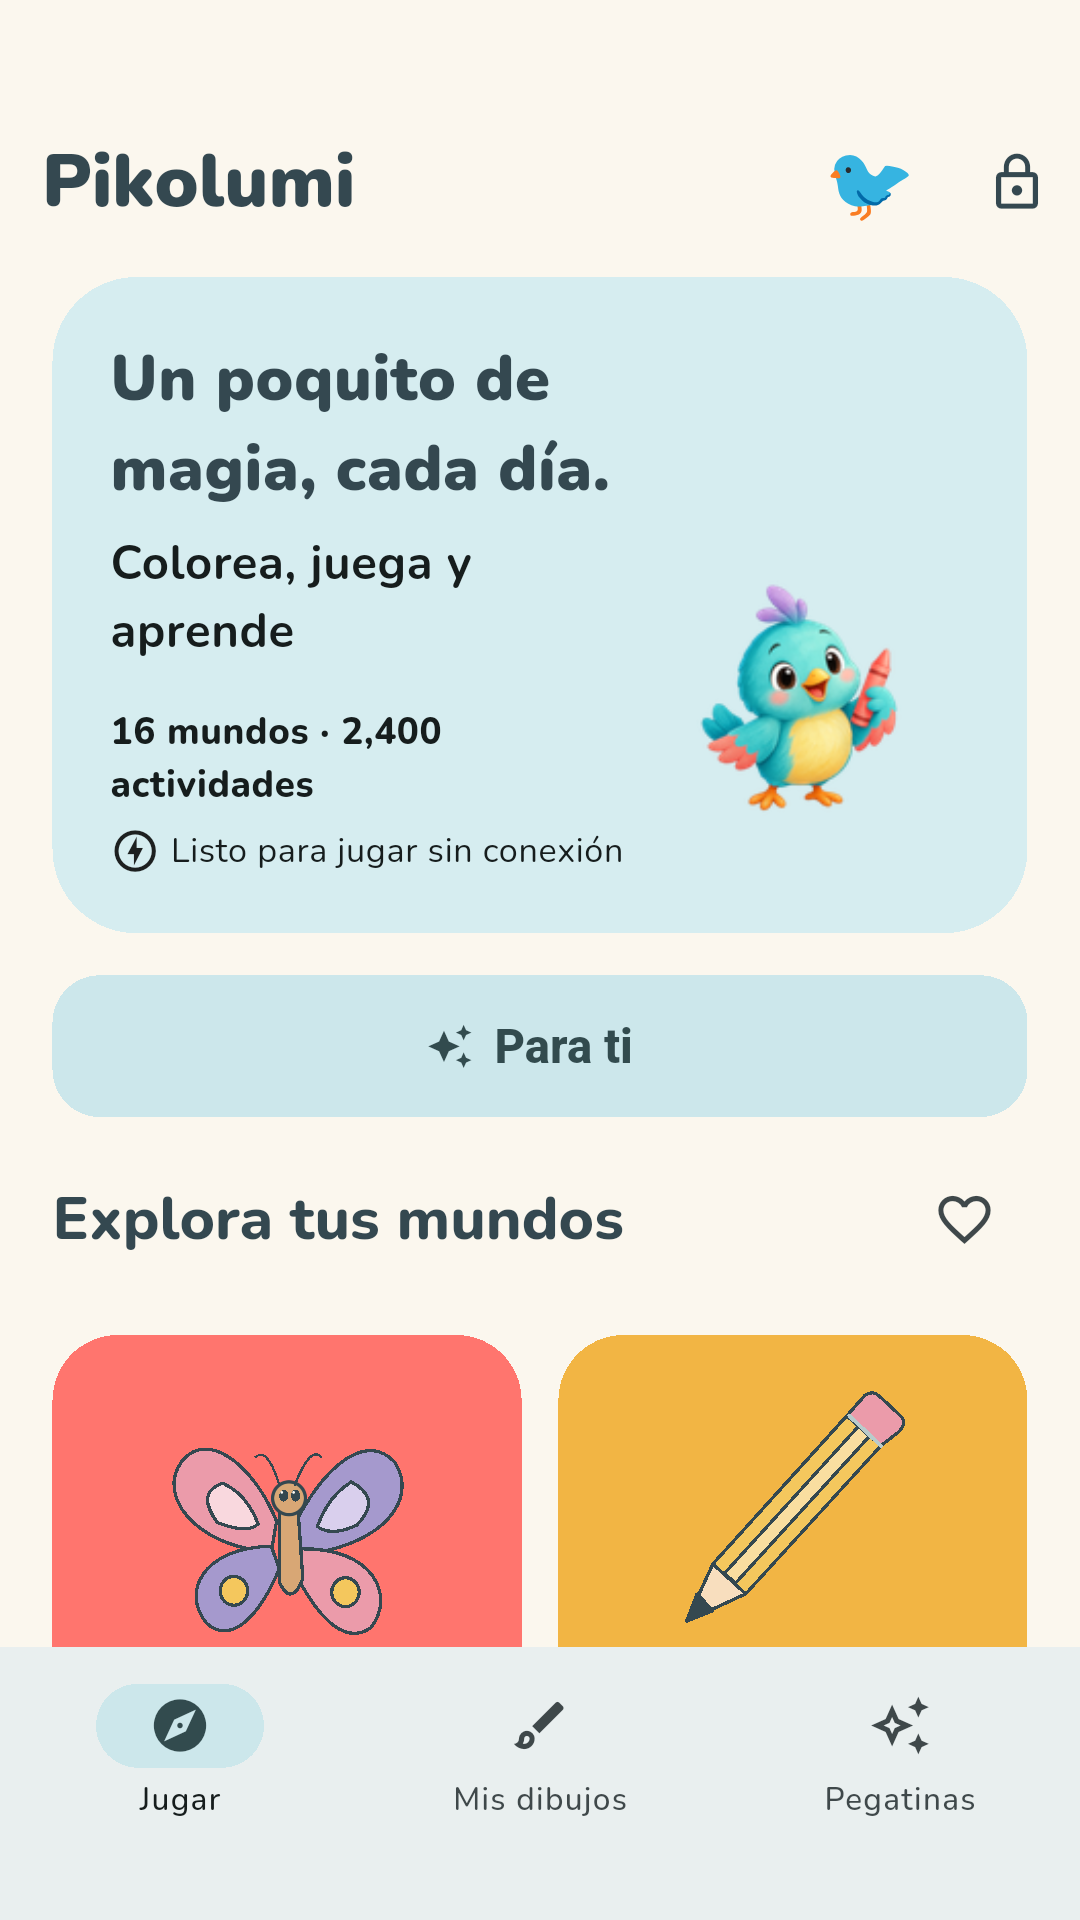 Pikolumi
Un poquito de
magia, cada día.
Colorea, juega y
aprende
16 mundos · 2,400
actividades
Listo para jugar sin conexión
Para ti
Explora tus mundos
Jugar
Mis dibujos
Pegatinas